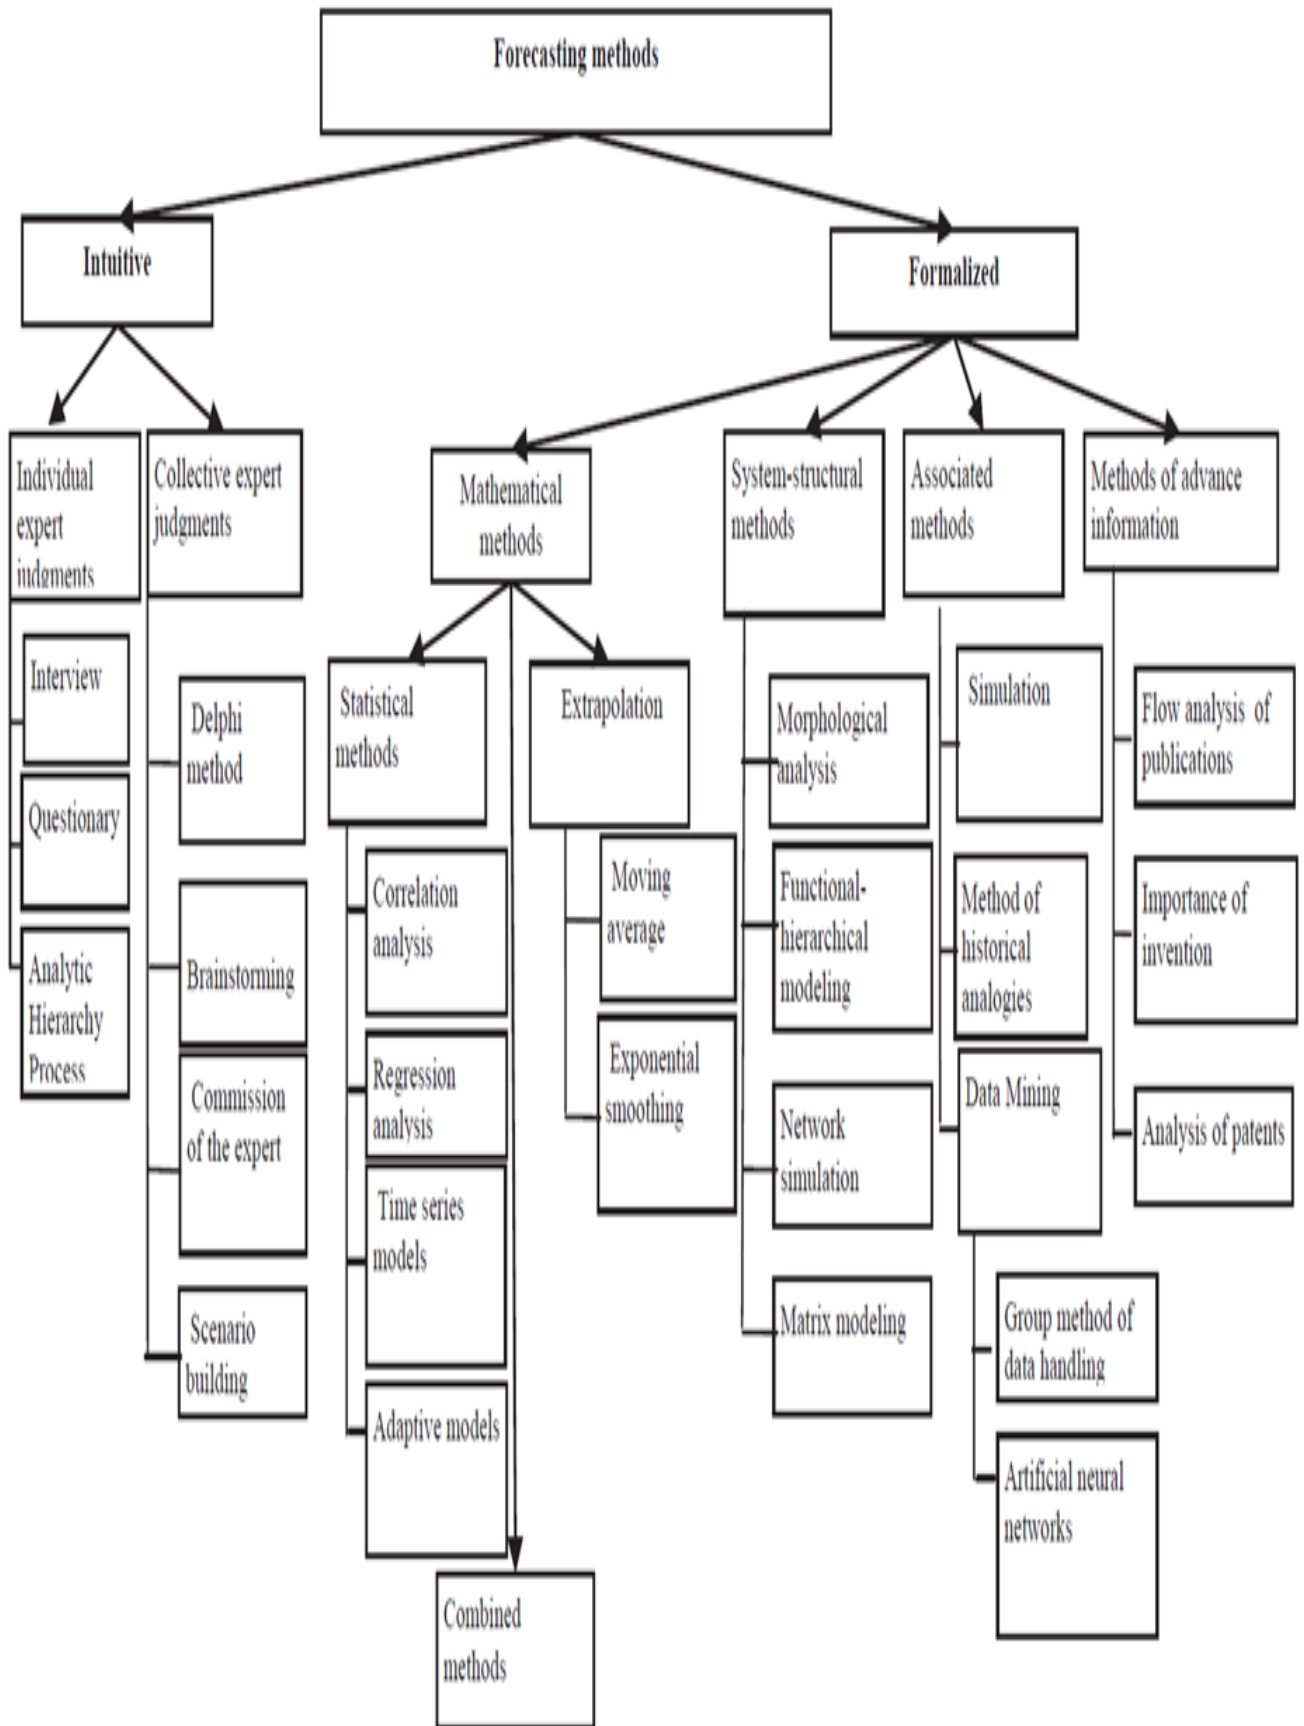 Forecasting methods
Intuitive
Formalized
Individual
expert
judgments
Collective expert
judgments
Mathematical
methods
System-structural
methods
Associated
methods
Methods of advance
information
Interview
Questionary
Analytic
Hierarchy
Process
Delphi
method
Brainstorming
Commission
of the expert
Scenario
building
Statistical
methods
Correlation
analysis
Regression
analysis
Time series
models
Adaptive models
Extrapolation
Moving
average
Exponential
smoothing
Combined
methods
Morphological
analysis
Functional-
hierarchical
modeling
Network
simulation
Matrix modeling
Simulation
Method of
historical
analogies
Data Mining
Group method of
data handling
Artificial neural
networks
Flow analysis of
publications
Importance of
invention
Analysis of patents